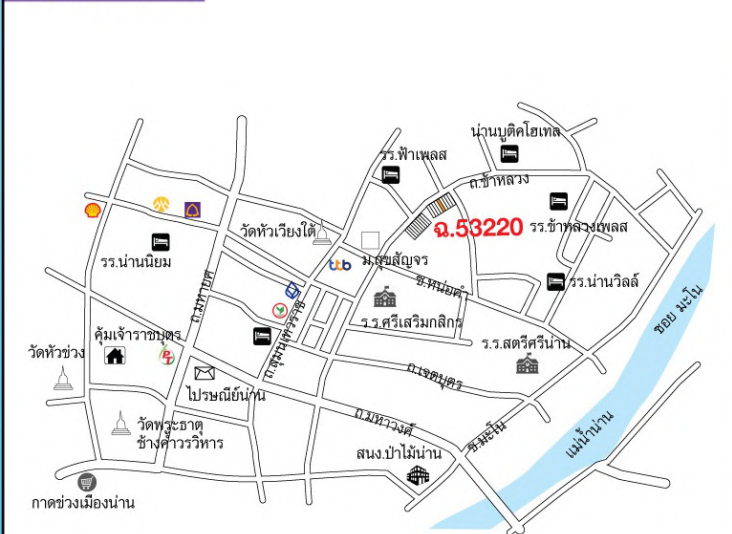 น่านบูติคโฮเทล
รร.ฟ้าเพลส
ถ.ข้าหลวง
ฉ.53220
รร.ข้าหลวงเพลส
วัดหัวเวียงใต้
ttb
ม.สุขสัญจร
รร.น่านนิยม
ซ.หน่อคำ
รร.น่านวิลล์
ถ.มหายศ
ซอย มะโน
ร.ร.ศรีเสริมกสิกร
คุ้มเจ้าราชบุตร
ถ.สุมนเทวราช
ร.ร.สตรีศรีน่าน
วัดหัวข่วง
PT
ถ.เจตบุตร
ไปรษณีย์น่าน
ถ.มหาวงศ์
ซ.มะโน
แม่น้ำน่าน
วัดพระธาตุ
ช้างค้ำวรวิหาร
สนง.ป่าไม้น่าน
กาดข่วงเมืองน่าน